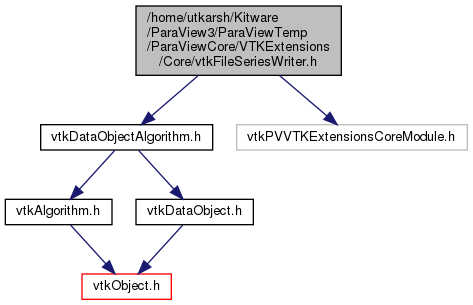 /home/utkarsh/Kitware
/ParaView3/ParaViewTemp
/ParaViewCore/VTKExtensions
/Core/vtkFileSeriesWriter.h
vtkDataObjectAlgorithm.h
vtkPVVTKExtensionsCoreModule.h
vtkAlgorithm.h
vtkDataObject.h
vtkObject.h